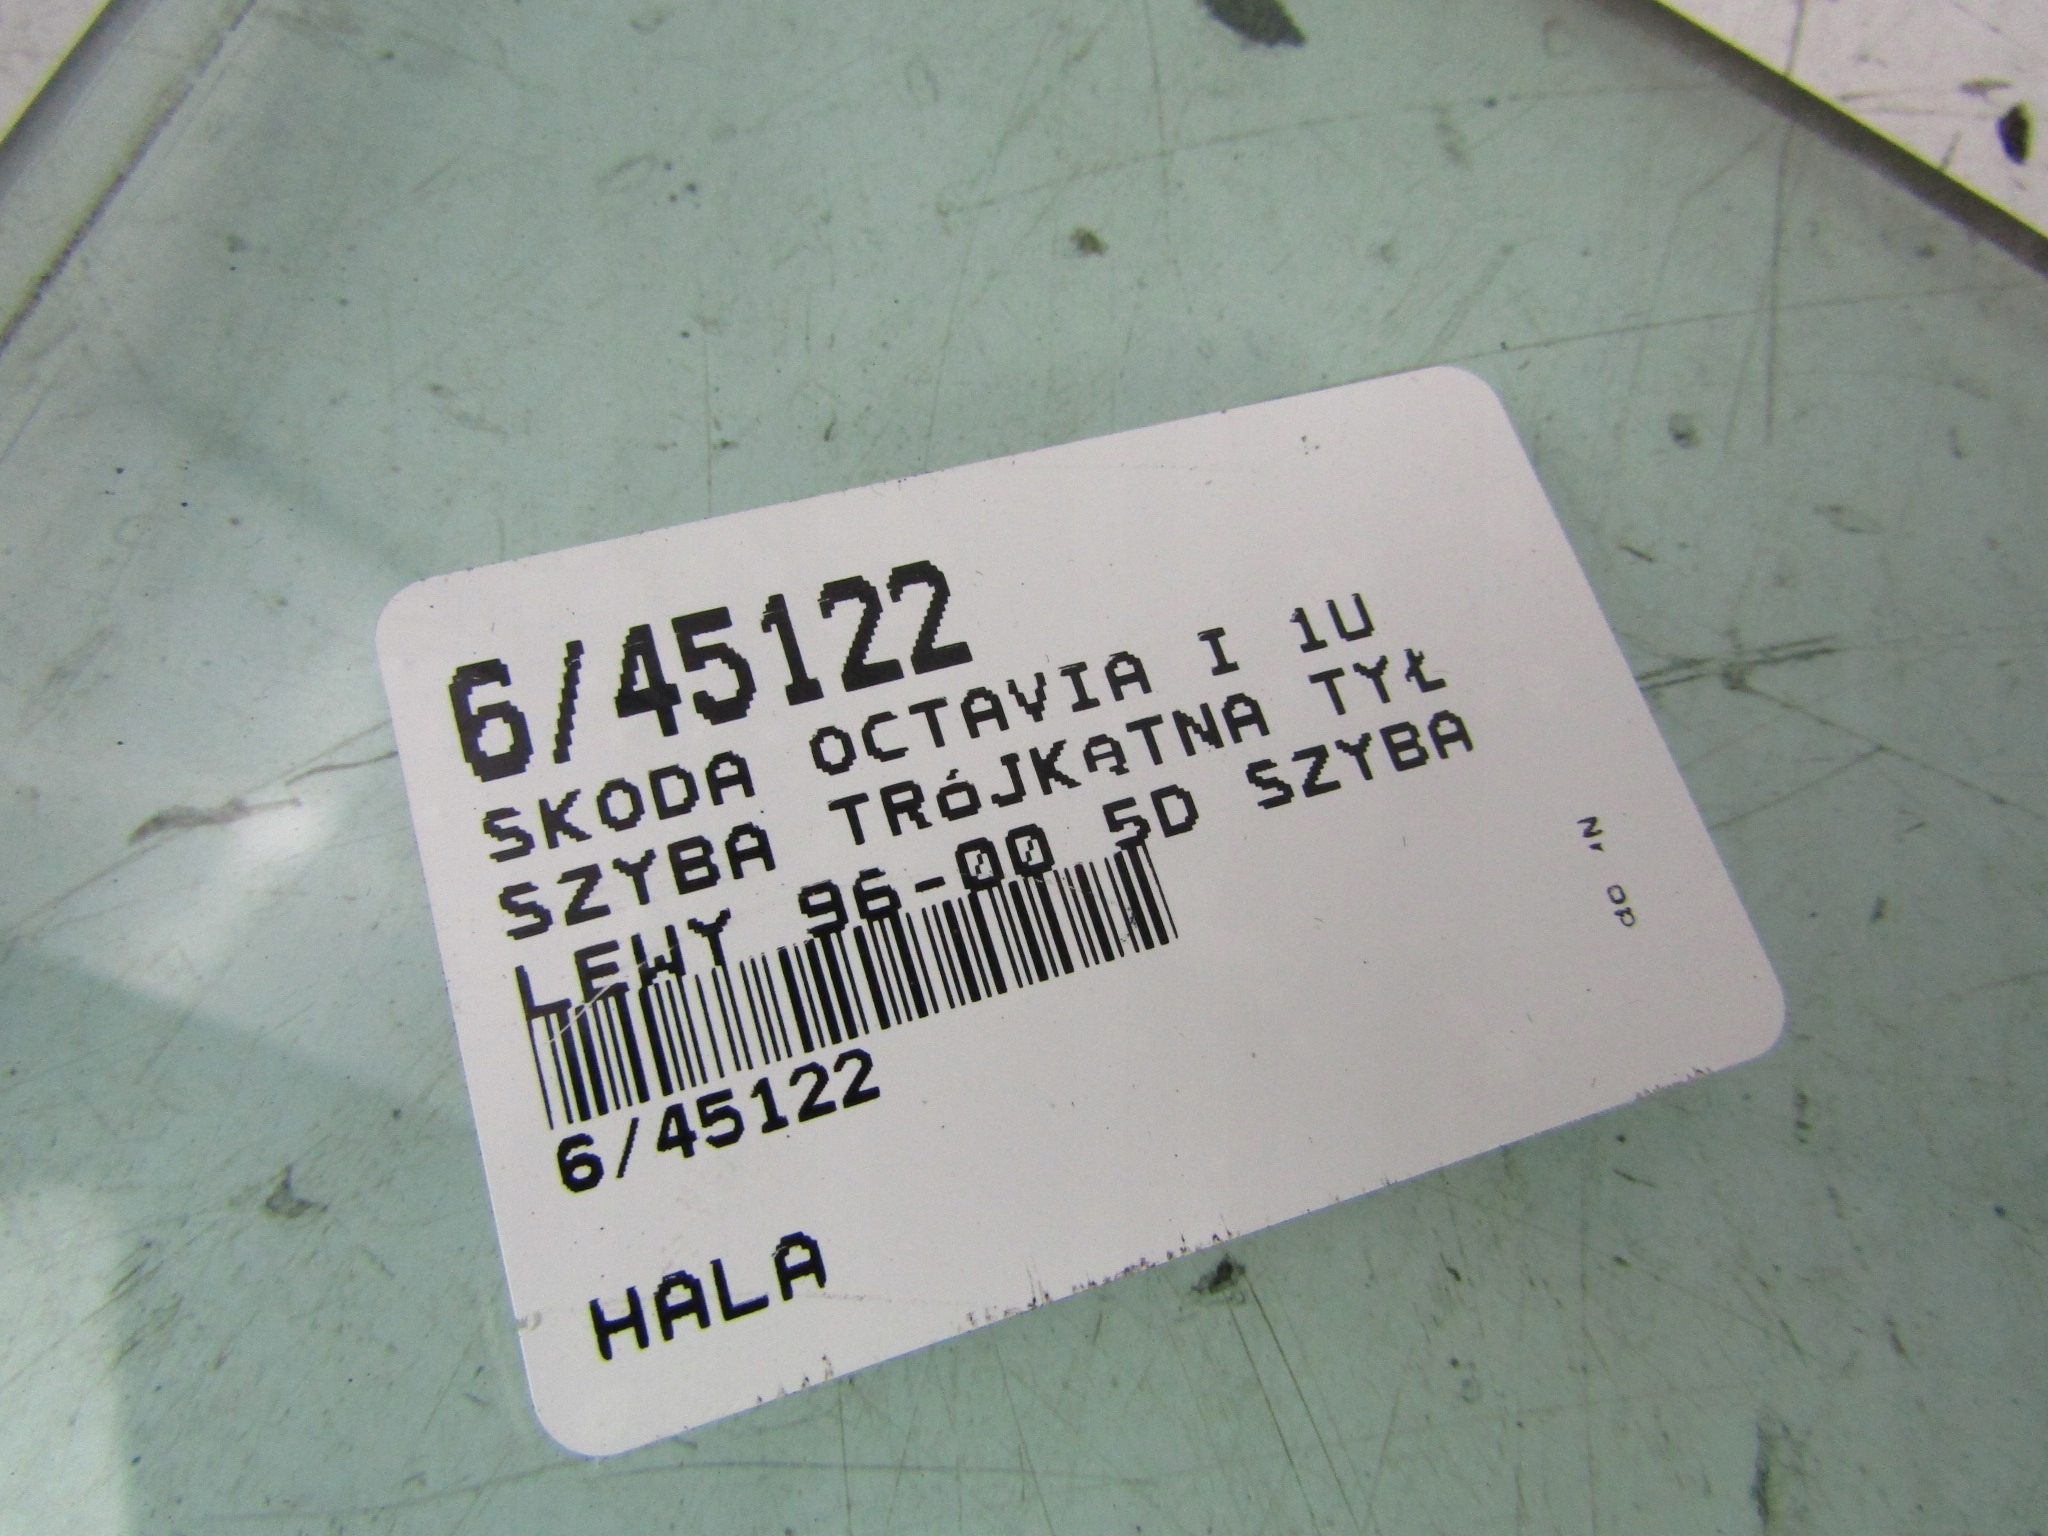 6/45122
SKODA OCTAVIA I 1U
SZYBA TRóJKĄTNA TYŁ
LEWY 96-00 5D SZYBA
6/45122
HALA